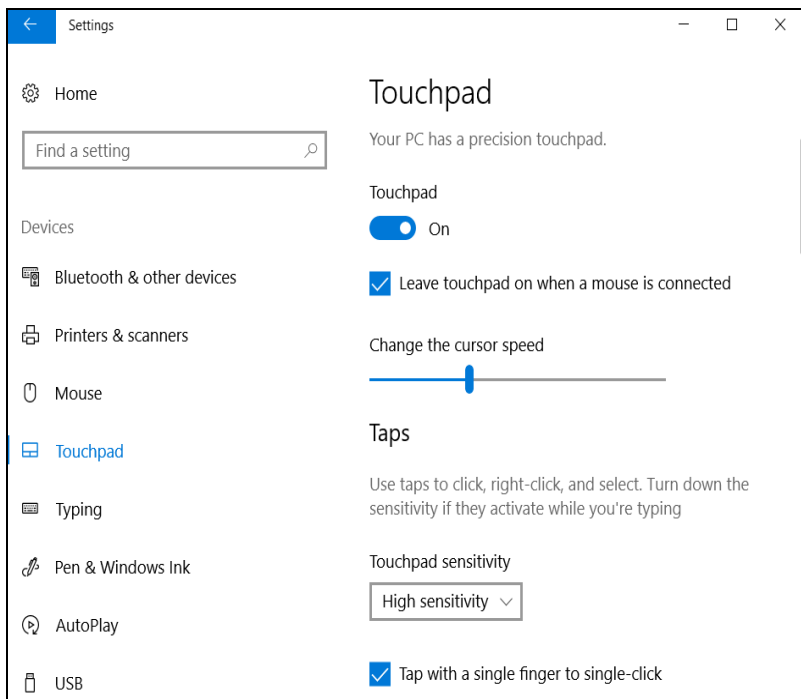 Settings
Home
Find a setting
Devices
Bluetooth & other devices
Printers & scanners
Mouse
Touchpad
Typing
Pen & Windows Ink
AutoPlay
USB
Touchpad
Your PC has a precision touchpad.
Touchpad
On
Leave touchpad on when a mouse is connected
Change the cursor speed
Taps
Use taps to click, right-click, and select. Turn down the
sensitivity if they activate while you're typing
Touchpad sensitivity
High sensitivity
Tap with a single finger to single-click